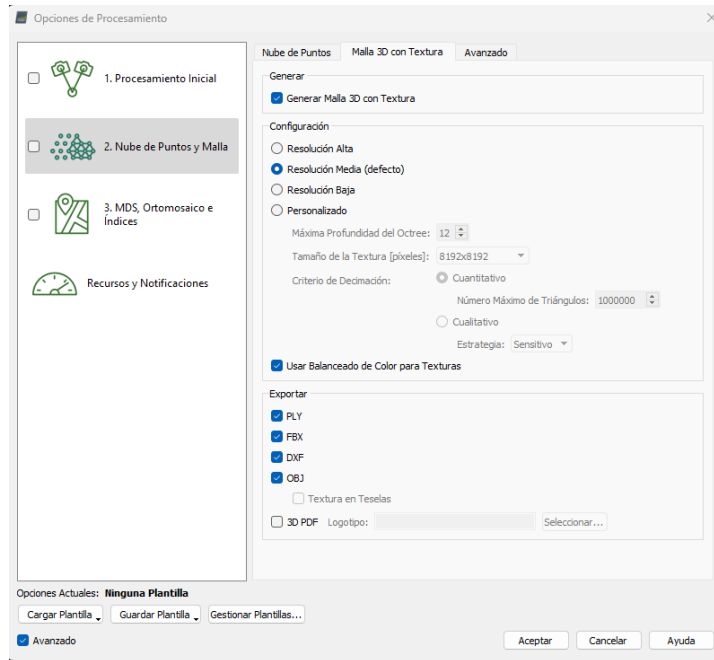 Opciones de Procesamiento
1. Procesamiento Inicial
2. Nube de Puntos y Malla
3. MDS, Ortomosaico e
Índices
Recursos y Notificaciones
Nube de Puntos Malla 3D con Textura Avanzado
Generar
Generar Malla 3D con Textura
Configuración
Resolución Alta
Resolución Media (defecto)
Resolución Baja
Personalizado
Máxima Profundidad del Octree: 12
Tamaño de la Textura [píxeles]: 8192x8192
Criterio de Decimación: Cuantitativo
Número Máximo de Triángulos: 1000000
Cualitativo
Estrategia: Sensitivo
Usar Balanceado de Color para Texturas
Exportar
PLY
FBX
DXF
OBJ
Textura en Teselas
3D PDF Logotipo: Seleccionar...
Opciones Actuales: Ninguna Plantilla
Cargar Plantilla Guardar Plantilla Gestionar Plantillas...
Avanzado Aceptar Cancelar Ayuda